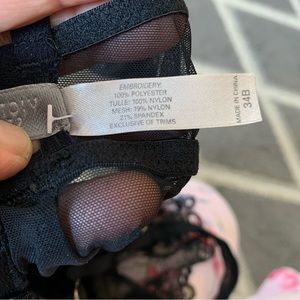 EMBROIDERY:
100% POLYESTER
TULLE: 100% NYLON
MESH: 79% NYLON
21% SPANDEX
EXCLUSIVE OF TRIMS
MADE IN CHINA
34B